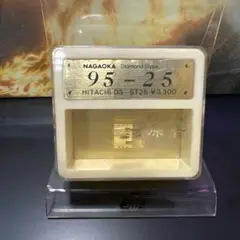 NAGAOKA Diamond Stylus
95-25
HITACHI DS-ST25 ¥3,300